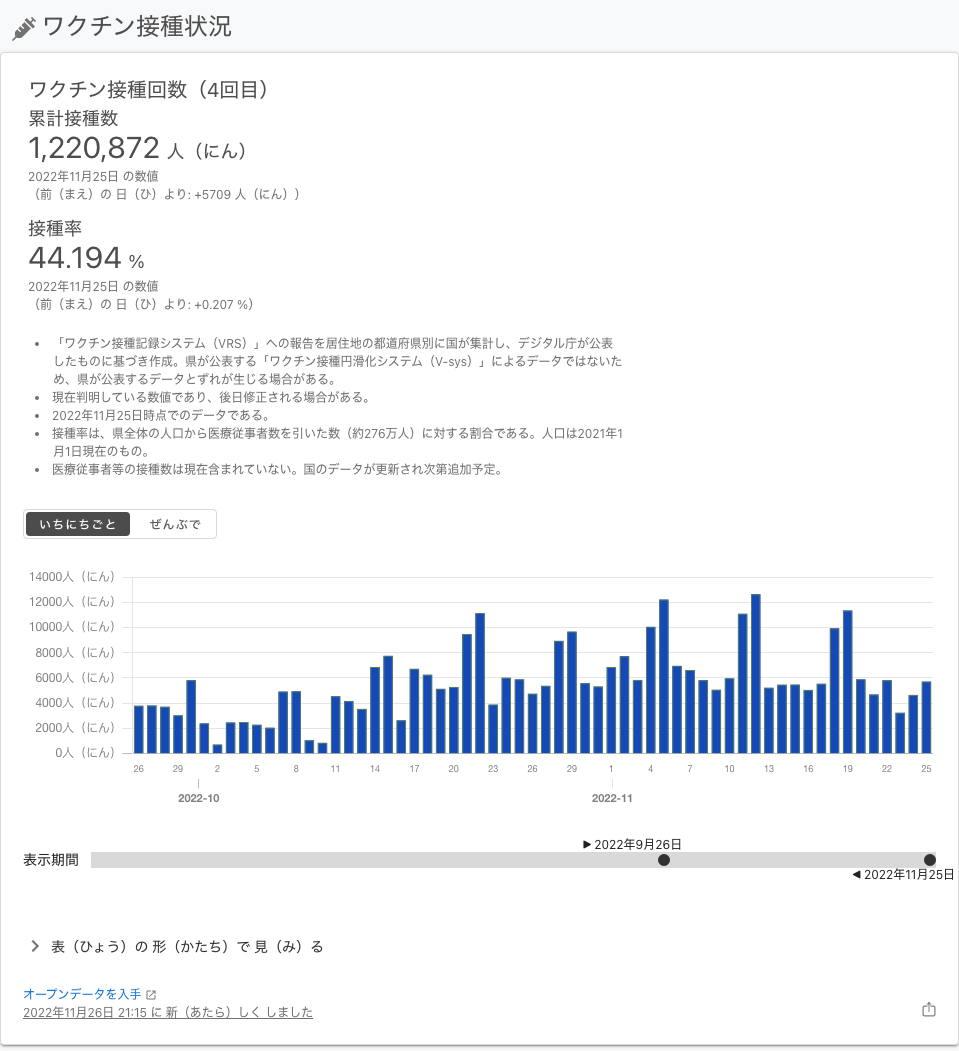 ワクチン接種状況
ワクチン接種回数（4回目）
累計接種数
1,220,872 人（にん）
2022年11月25日 の数値
（前（まえ）の 日（ひ）より: +5709 人（にん））
接種率
44.194 %
2022年11月25日 の数値
（前（まえ）の 日（ひ）より: +0.207 %）
• 「ワクチン接種記録システム（VRS）」への報告を居住地の都道府県別に国が集計し、デジタル庁が公表
したものに基づき作成。県が公表する「ワクチン接種円滑化システム（V-sys）」によるデータではないた
め、県が公表するデータとずれが生じる場合がある。
• 現在判明している数値であり、後日修正される場合がある。
• 2022年11月25日時点でのデータである。
• 接種率は、県全体の人口から医療従事者数を引いた数（約276万人）に対する割合である。人口は2021年1
月1日現在のもの。
• 医療従事者等の接種数は現在含まれていない。国のデータが更新され次第追加予定。
いちにちごと ぜんぶで
14000人（にん）
12000人（にん）
10000人（にん）
8000人（にん）
6000人（にん）
4000人（にん）
2000人（にん）
0人（にん）
26 29 2 5 8 11 14 17 20 23 26 29 1 4 7 10 13 16 19 22 25
2022-10 2022-11
▶ 2022年9月26日
表示期間
◀ 2022年11月25日
表（ひょう）の 形（かたち）で 見（み）る
オープンデータを入手
2022年11月26日 21:15 に 新（あたら）しく しました